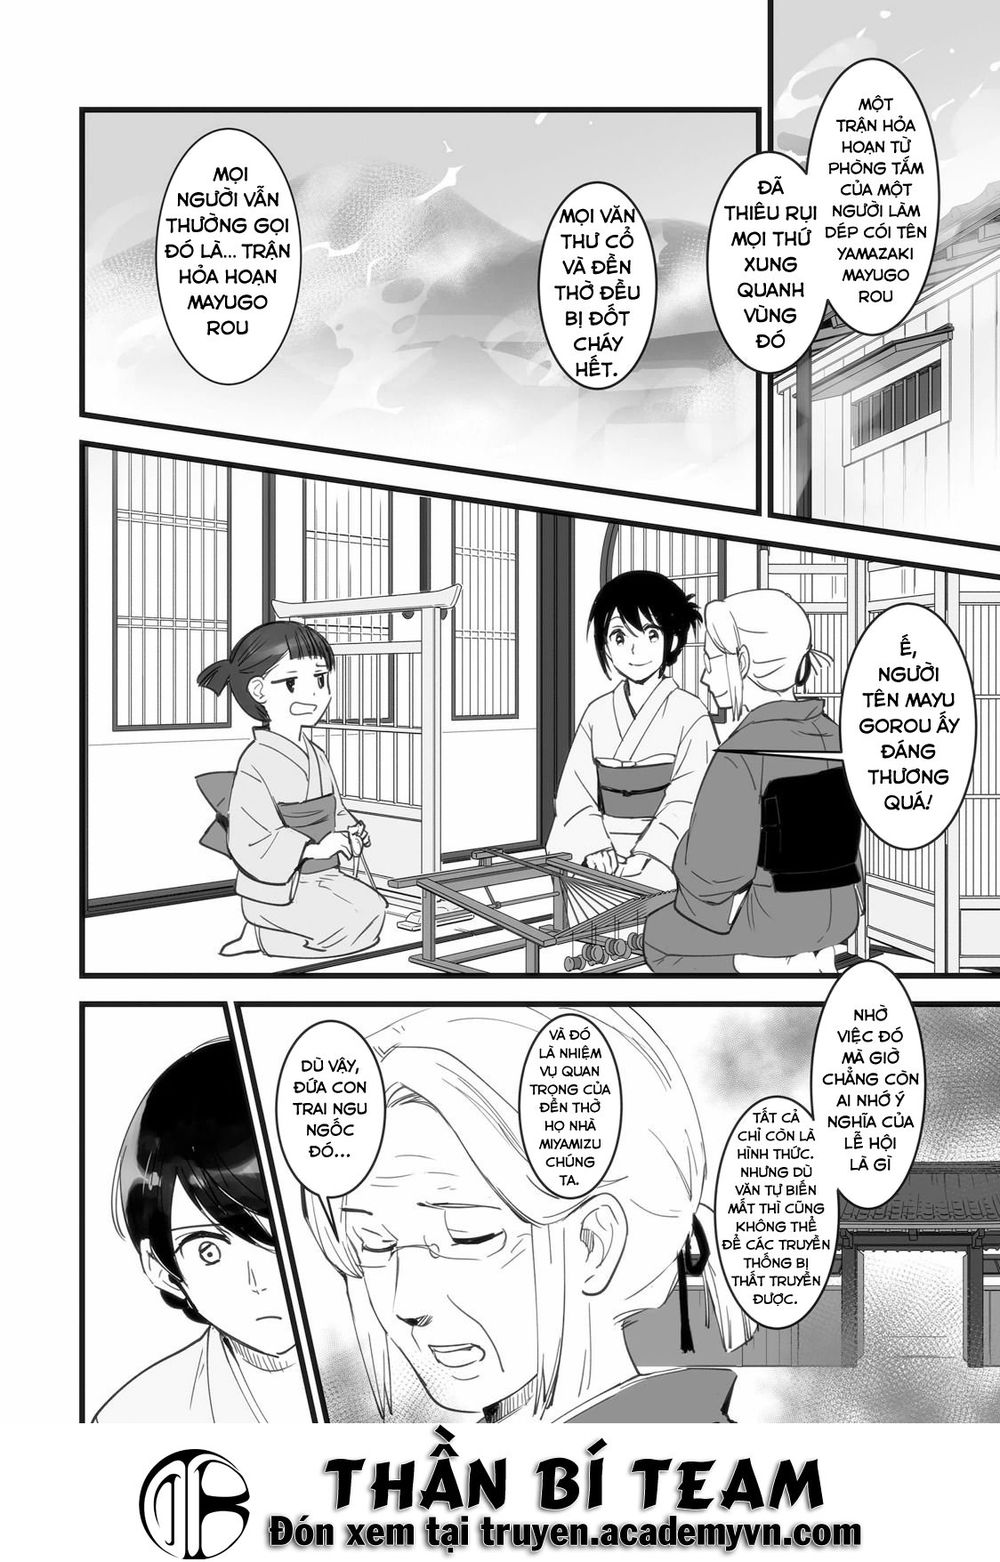 MỘT
TRẬN HỎA
HOẠN TỪ
PHÒNG TẮM
CỦA MỘT
NGƯỜI LÀM
DÉP CÓI TÊN
YAMAZAKI
MAYUGO
ROU
ĐÃ
THIÊU RỤI
MỌI THỨ
XUNG
QUANH
VÙNG
ĐÓ
MỌI VĂN
THƯ CỔ
VÀ ĐỀN
THỜ ĐỀU
BỊ ĐỐT
CHÁY
HẾT.
MỌI
NGƯỜI VẪN
THƯỜNG GỌI
ĐÓ LÀ... TRẬN
HỎA HOẠN
MAYUGO
ROU
Ế,
NGƯỜI
TÊN MAYU
GOROU ẤY
ĐÁNG
THƯƠNG
QUÁ!
NHỜ
VIỆC ĐÓ
MÀ GIỜ
CHẲNG CÒN
AI NHỚ Ý
NGHĨA CỦA
LỄ HỘI
LÀ GÌ
TẤT CẢ
CHỈ CÒN LÀ
HÌNH THỨC.
NHƯNG DÙ
VĂN TỰ BIẾN
MẤT THÌ CŨNG
KHÔNG THỂ
ĐỂ CÁC TRUYỀN
THỐNG BỊ
THẤT TRUYỀN
ĐƯỢC.
VÀ ĐÓ
LÀ NHIỆM
VỤ QUAN
TRỌNG CỦA
ĐỀN THỜ
HỌ NHÀ
MIYAMIZU
CHÚNG
TA.
DÙ VẬY,
ĐỨA CON
TRAI NGU
NGỐC
ĐÓ...
THẦN BÍ TEAM
Đón xem tại truyen.academyvn.com